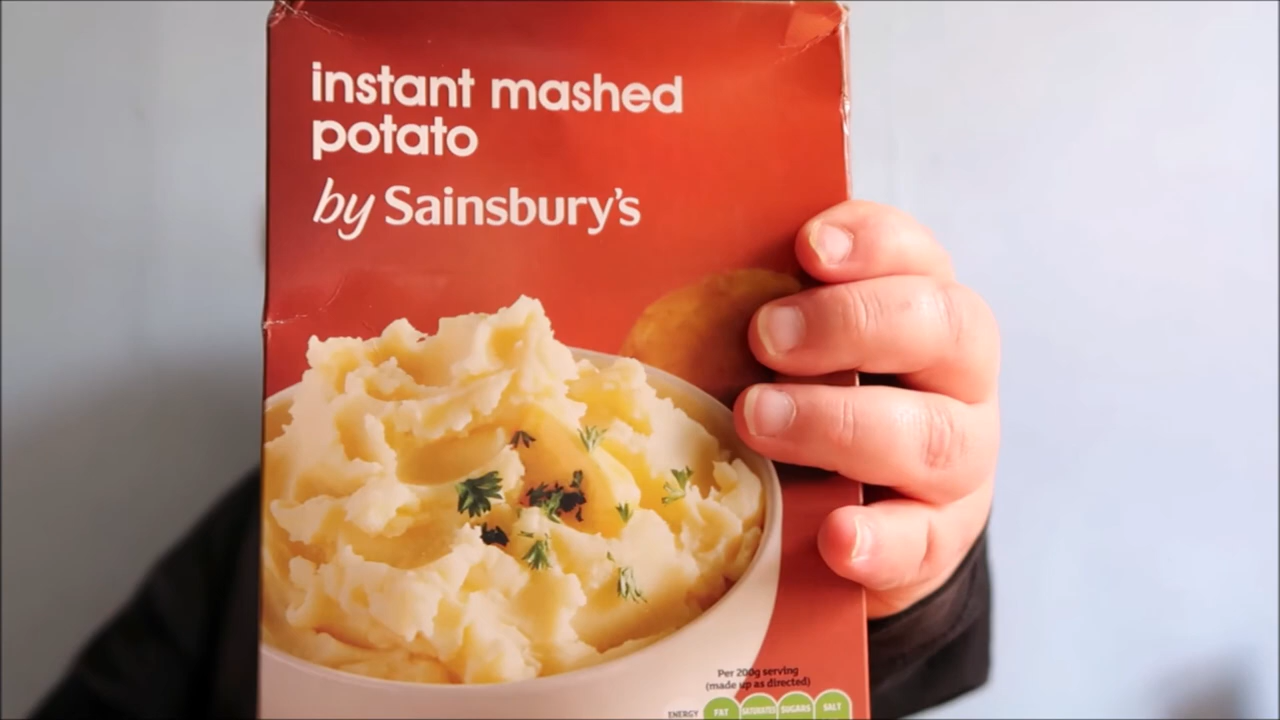 instant mashed
potato
by Sainsbury's
Per 200g serving
(made up as directed)
ENERGY FAT SATURATES SUGARS SALT